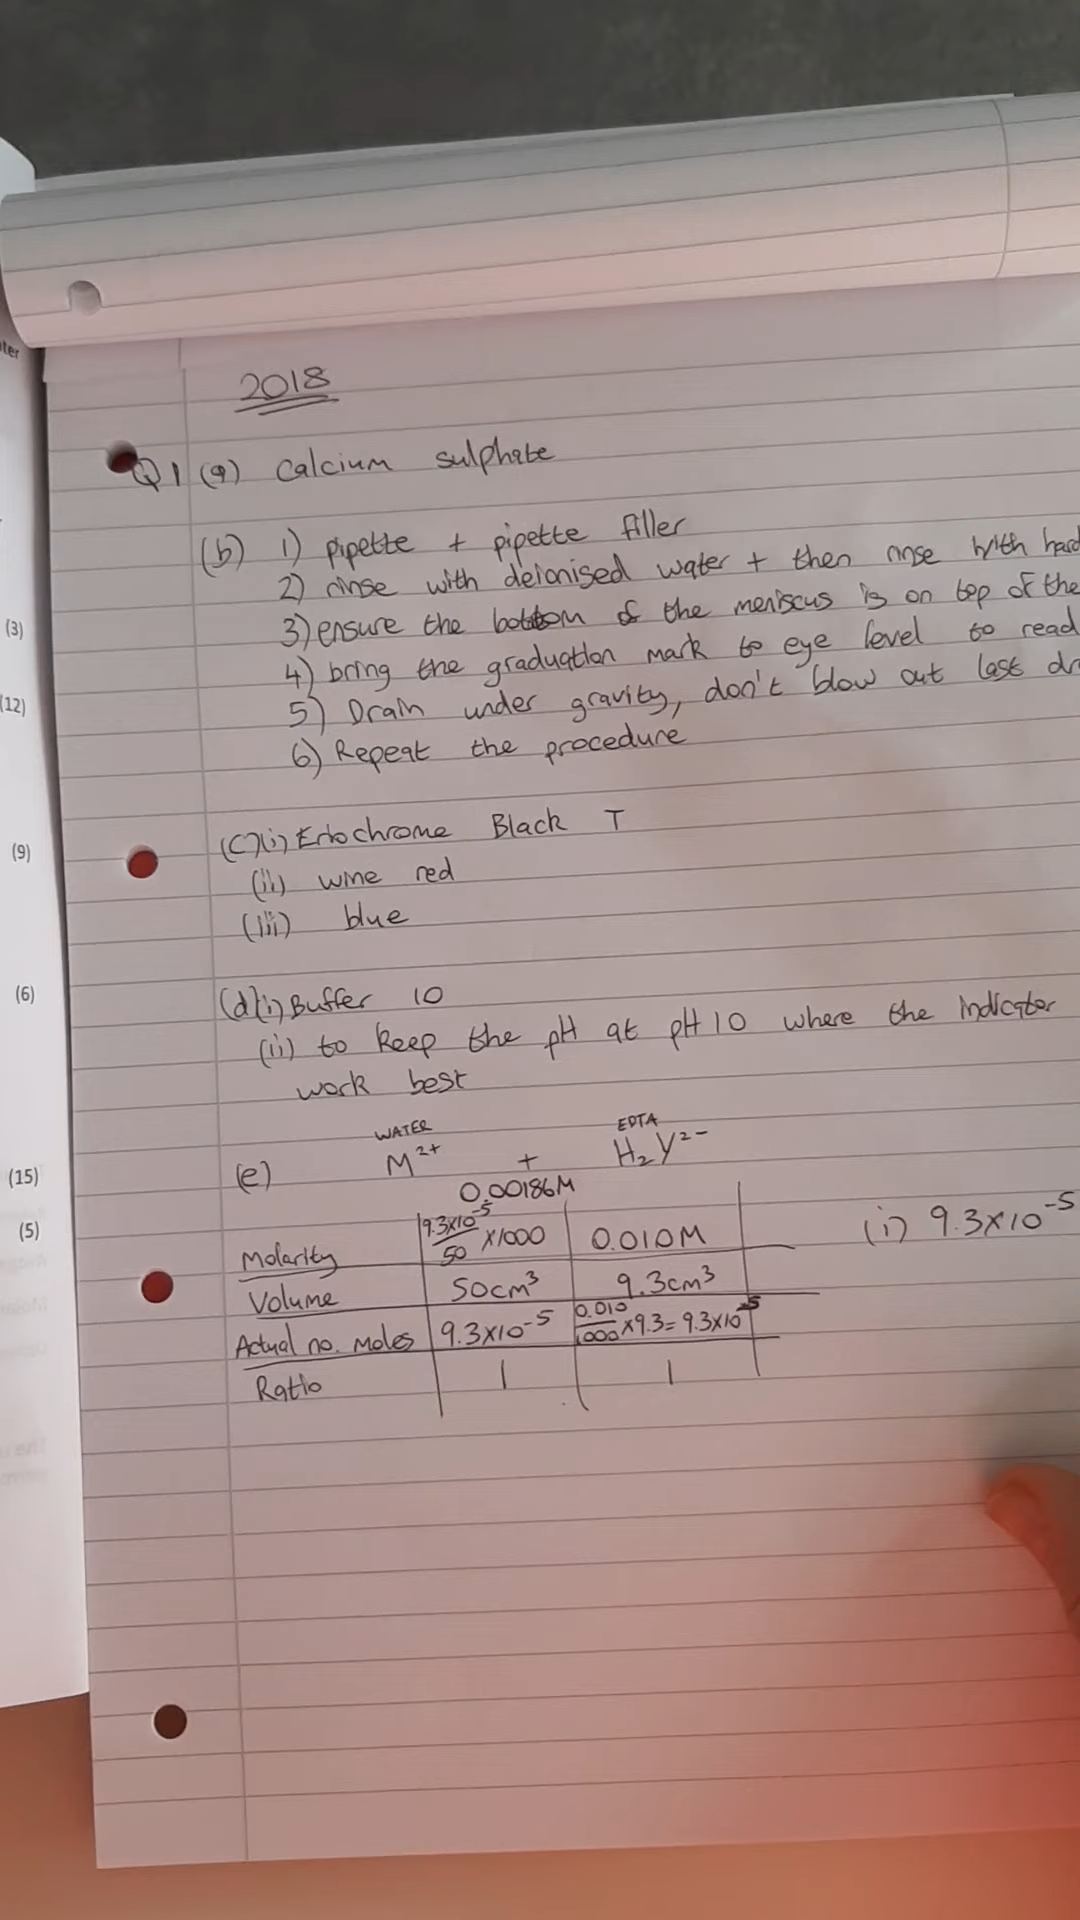 ter
2018
Q1 (a) Calcium sulphate
(b) 1) pipette + pipette filler
2) rinse with deionised water + then rinse with hard
(3)
3) ensure the bottom of the meniscus is on top of the
4) bring the graduation mark to eye level to read
(12)
5) Drain under gravity, don't blow out last
6) Repeat the procedure
(9)
(c)(i) Eriochrome Black T
(ii) wine red
(iii) blue
(6)
(d)(i) Buffer 10
(ii) to keep the pH at pH 10 where the indicator
work best
WATER EDTA
(15)
(e) M²⁺ + H₂Y²⁻
0.00186M
(5)
Molarity 9.3x10⁻⁵/50 x1000 0.010M (i) 9.3x10⁻⁵
Volume 50cm³ 9.3cm³
Actual no. moles 9.3x10⁻⁵ 0.010/1000 x9.3=9.3x10⁻⁵
Ratio 1 1